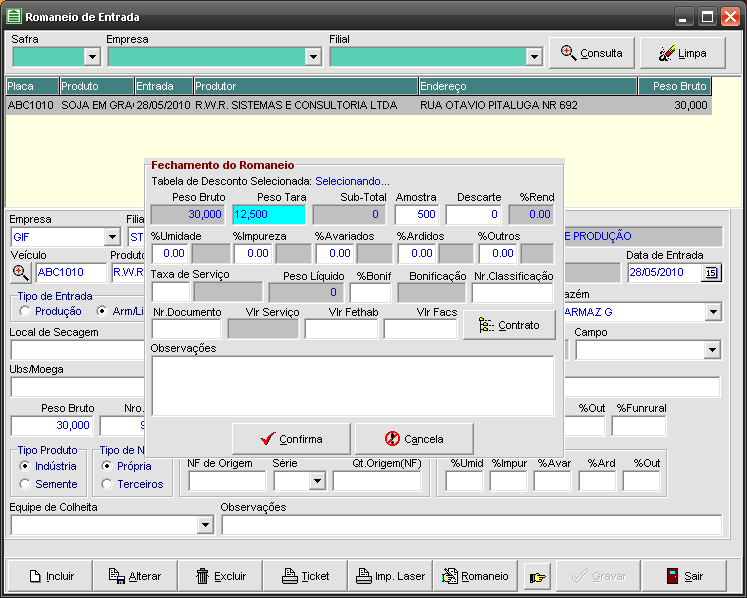 Romaneio de Entrada
Safra Empresa Filial
Consulta Limpa
Placa Produto Entrada Produtor Endereço Peso Bruto
ABC1010 SOJA EM GRA 28/05/2010 R.W.R. SISTEMAS E CONSULTORIA LTDA RUA OTAVIO PITALUGA NR 692 30,000
Fechamento do Romaneio
Tabela de Desconto Selecionada: Selecionando...
Peso Bruto Peso Tara Sub-Total Amostra Descarte %Rend
30,000 12,500 0 500 0 0.00
%Umidade %Impureza %Avariados %Ardidos %Outros
0.00 0.00 0.00 0.00 0.00
Taxa de Serviço Peso Líquido %Bonif Bonificação Nr.Classificação
0
Nr.Documento Vlr Serviço Vlr Fethab Vlr Facs
Contrato
Observações
Confirma Cancela
Empresa Filia
GIF ST E PRODUÇÃO
Veículo Produto Data de Entrada
ABC1010 R.W.R 28/05/2010 15
Tipo de Entrada azém
Produção Arm/Li ARMAZ G
Local de Secagem Campo
Ubs/Moega
Peso Bruto Nro. %Out %Funrural
30,000 9
Tipo Produto Tipo de N NF de Origem Série Qt.Origem(NF) %Umid %Impur %Avar %Ard %Out
Indústria Própria
Semente Terceiros
Equipe de Colheita Observações
Incluir Alterar Excluir Ticket Imp. Laser Romaneio Gravar Sair